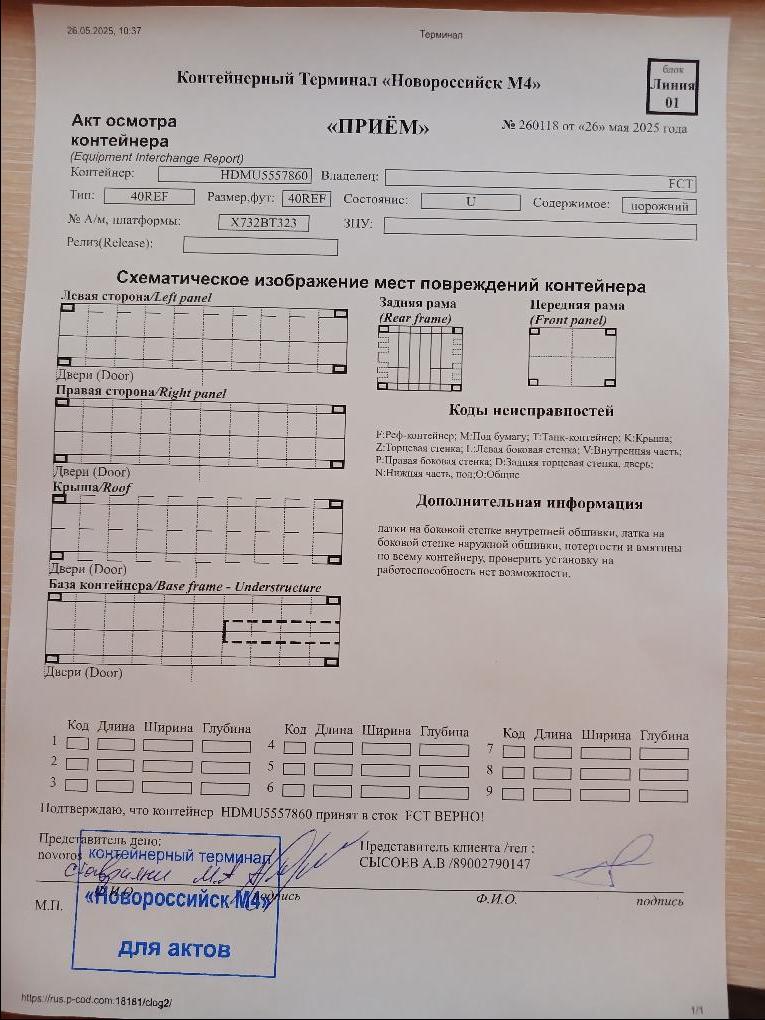 26.05.2025, 10:37
Терминал
Контейнерный Терминал «Новороссийск М4»
блок
Линия
01
Акт осмотра
контейнера
(Equipment Interchange Report)
«ПРИЁМ»
№ 260118 от «26» мая 2025 года
Контейнер: HDMU5557860 Владелец: FCT
Тип: 40REF Размер,фут: 40REF Состояние: U Содержимое: порожний
№ А/м, платформы: X732BT323 ЗПУ:
Релиз(Release):
Схематическое изображение мест повреждений контейнера
Левая сторона/Left panel
Задняя рама
(Rear frame)
Передняя рама
(Front panel)
Двери (Door)
Правая сторона/Right panel
Двери (Door)
Крыша/Roof
Двери (Door)
База контейнера/Base frame - Understructure
Двери (Door)
Коды неисправностей
F:Реф-контейнер; M:Под бумагу; T:Танк-контейнер; K:Крыша;
Z:Торцевая стенка; L:Левая боковая стенка; V:Внутренняя часть;
P:Правая боковая стенка; D:Задняя торцевая стенка, дверь;
N:Нижняя часть, пол;O:Общие
Дополнительная информация
латки на боковой стенке внутренней обшивки, латка на
боковой стенке наружной обшивки, потертости и вмятины
по всему контейнеру, проверить установку на
работоспособность нет возможности.
Код Длина Ширина Глубина Код Длина Ширина Глубина Код Длина Ширина Глубина
1 4 7
2 5 8
3 6 9
Подтверждаю, что контейнер HDMU5557860 принят в сток FCT ВЕРНО!
Представитель депо:
novoros
Представитель клиента /тел :
СЫСОЕВ А.В /89002790147
Ф.И.О. подпись Ф.И.О. подпись
М.П.
контейнерный терминал
«Новороссийск М4»
для актов
https://rus.p-cod.com:18181/clog2/
1/1